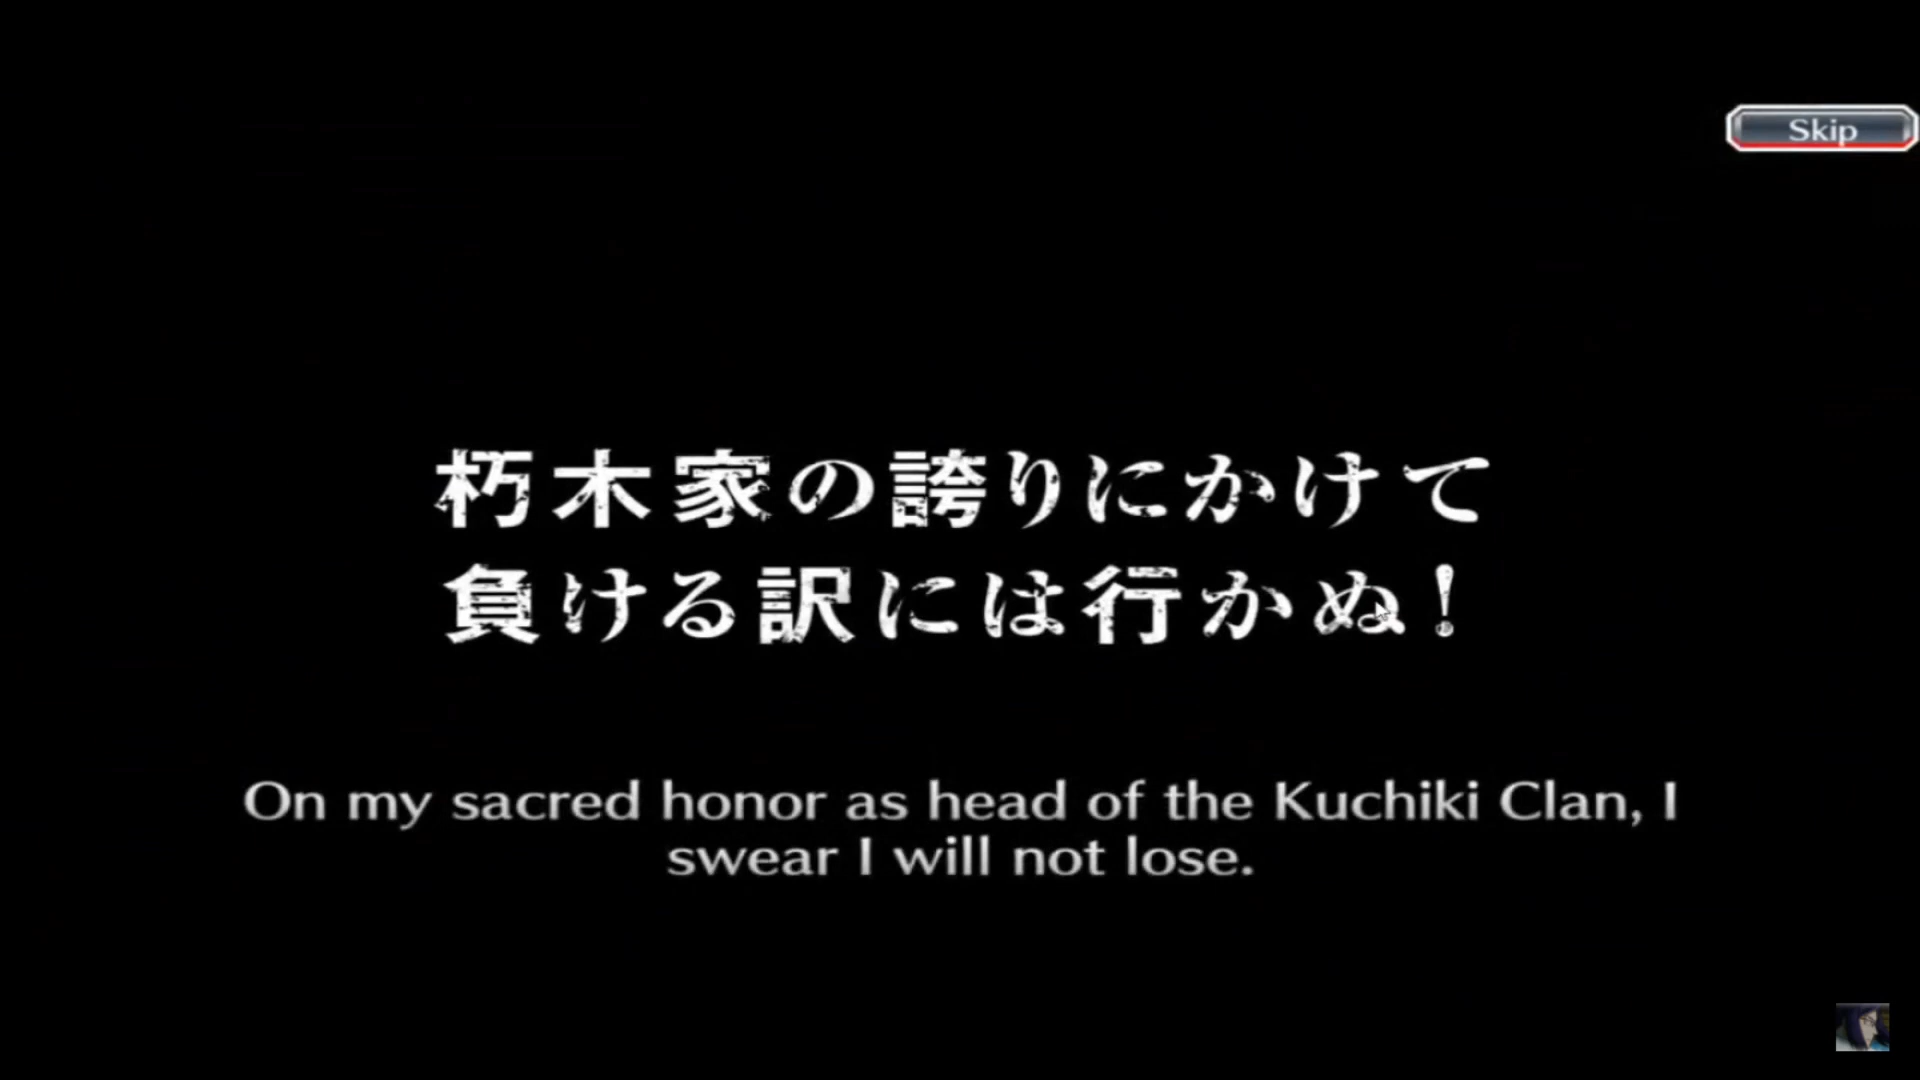 Skip
朽木家の誇りにかけて
負ける訳には行かぬ！
On my sacred honor as head of the Kuchiki Clan, I
swear I will not lose.